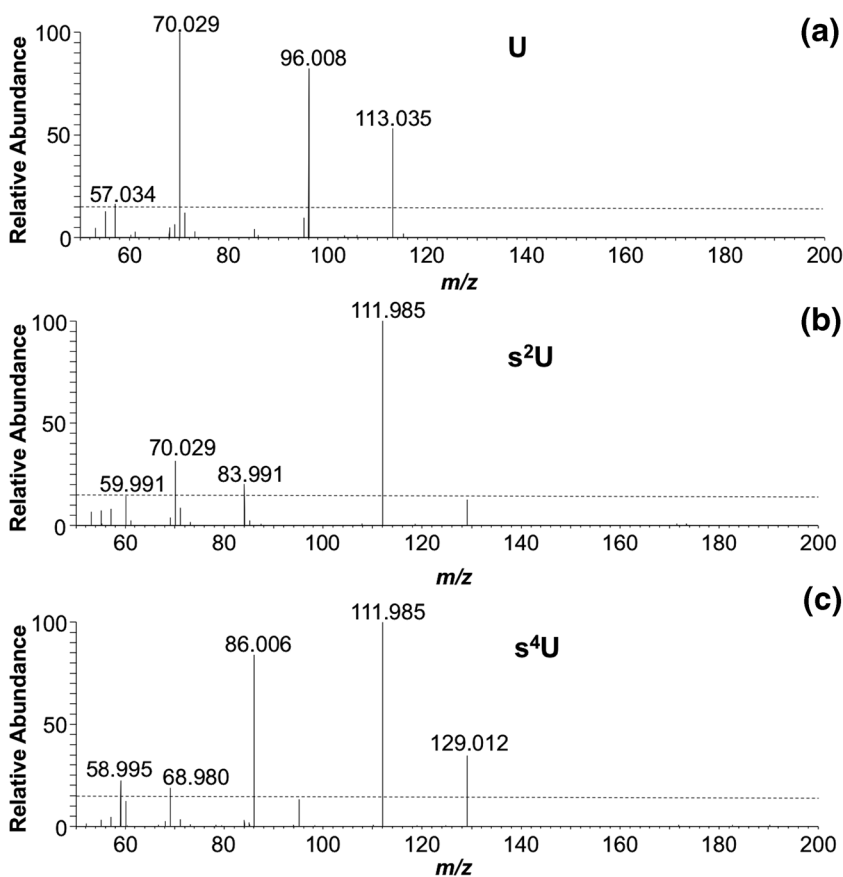 (a)
U
Relative Abundance
100
50
0
70.029
96.008
113.035
57.034
60 80 100 120 140 160 180 200
m/z
(b)
s²U
Relative Abundance
100
50
0
111.985
70.029
83.991
59.991
60 80 100 120 140 160 180 200
m/z
(c)
s⁴U
Relative Abundance
100
50
0
111.985
86.006
129.012
58.995
68.980
60 80 100 120 140 160 180 200
m/z